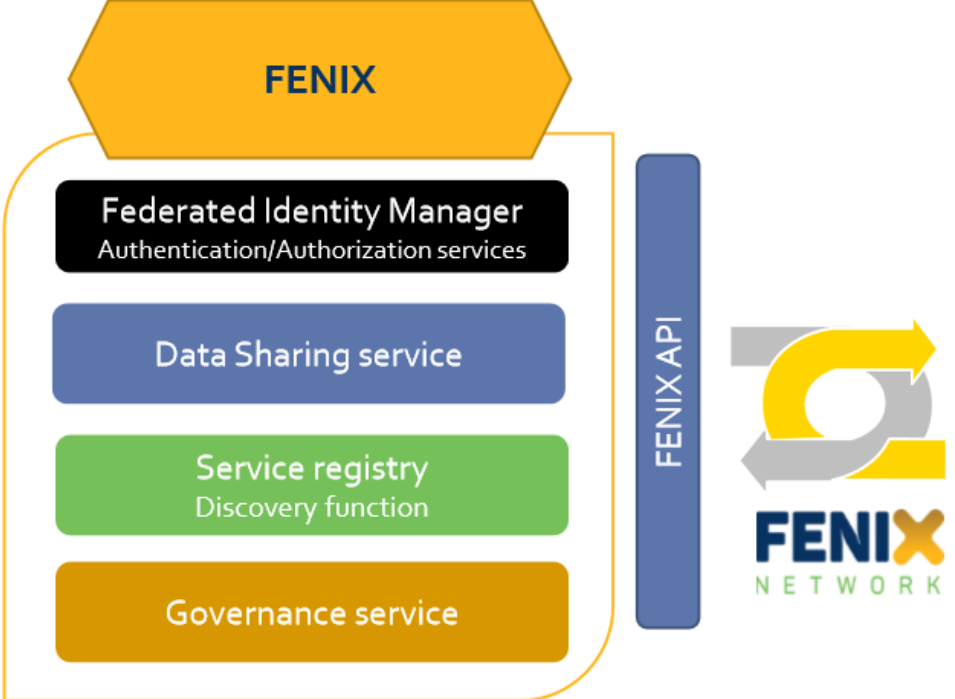 FENIX
Federated Identity Manager
Authentication/Authorization services
Data Sharing service
Service registry
Discovery function
Governance service
FENIX API
FENIX
NETWORK